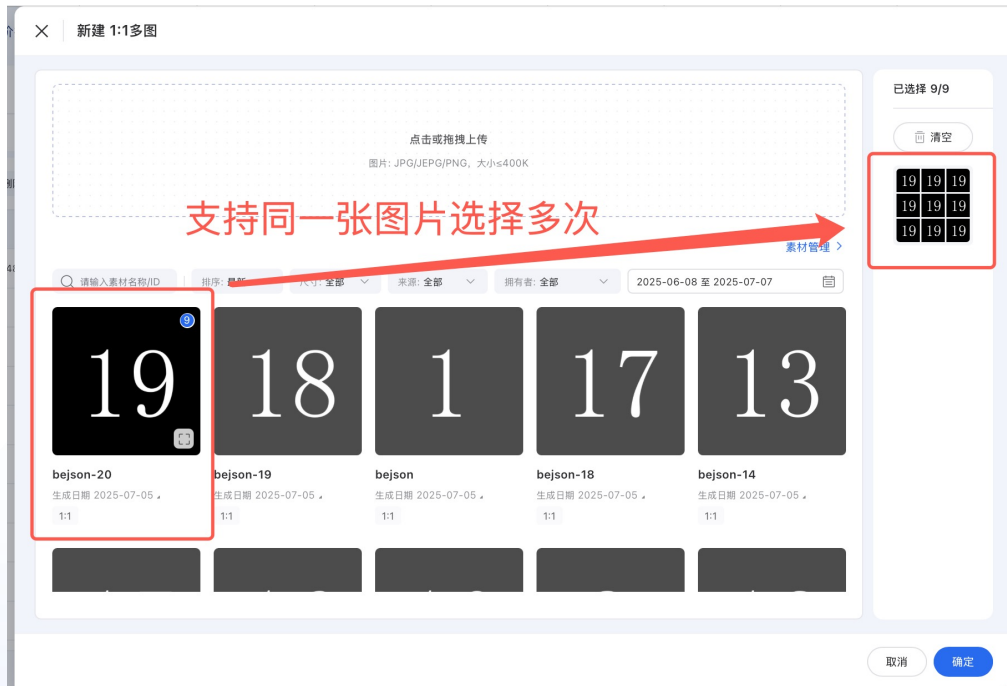 新建 1:1多图
已选择 9/9
点击或拖拽上传
图片: JPG/JEPG/PNG, 大小≤400K
清空
19 19 19
19 19 19
19 19 19
支持同一张图片选择多次
素材管理 >
请输入素材名称/ID 排序: 尺寸: 全部 来源: 全部 拥有者: 全部 2025-06-08 至 2025-07-07
9
19 18 1 17 13
bejson-20 bejson-19 bejson bejson-18 bejson-14
生成日期 2025-07-05 生成日期 2025-07-05 生成日期 2025-07-05 生成日期 2025-07-05 生成日期 2025-07-05
1:1 1:1 1:1 1:1 1:1
取消 确定